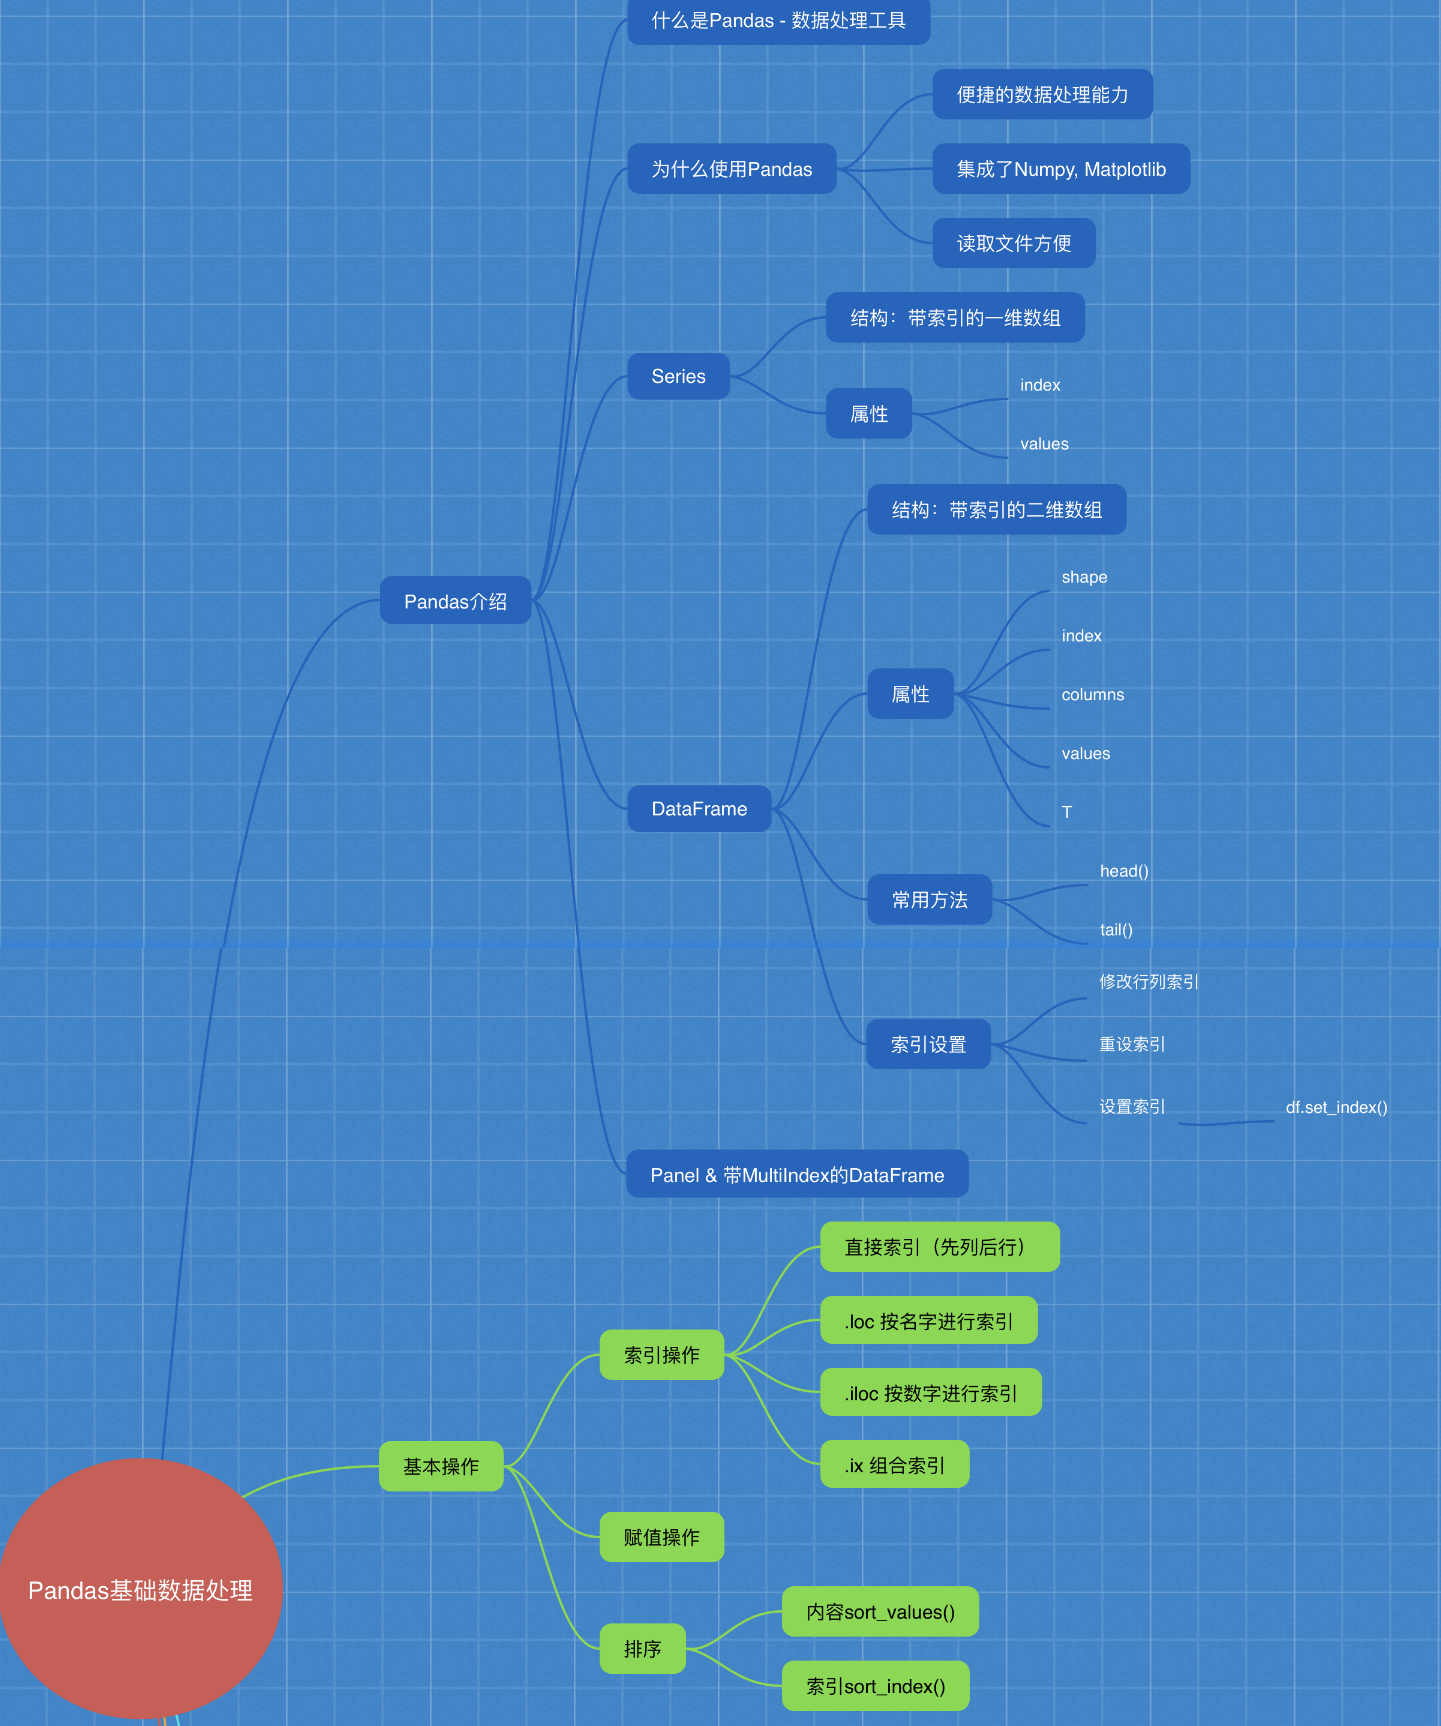 什么是Pandas - 数据处理工具
便捷的数据处理能力
为什么使用Pandas
集成了Numpy, Matplotlib
读取文件方便
结构：带索引的一维数组
Series
index
属性
values
结构：带索引的二维数组
shape
Pandas介绍
index
属性
columns
values
DataFrame
T
head()
常用方法
tail()
修改行列索引
索引设置
重设索引
设置索引
df.set_index()
Panel & 带MultiIndex的DataFrame
直接索引（先列后行）
.loc 按名字进行索引
索引操作
.iloc 按数字进行索引
.ix 组合索引
基本操作
赋值操作
Pandas基础数据处理
内容sort_values()
排序
索引sort_index()